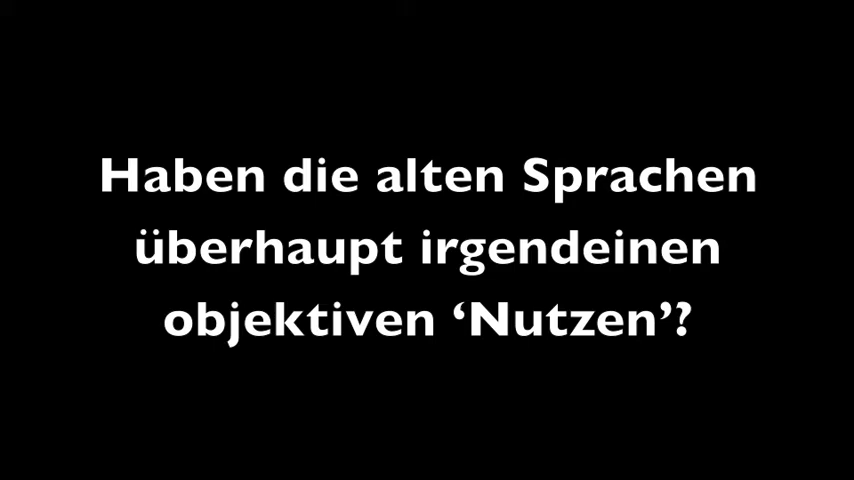 Haben die alten Sprachen
überhaupt irgendeinen
objektiven ‘Nutzen’?